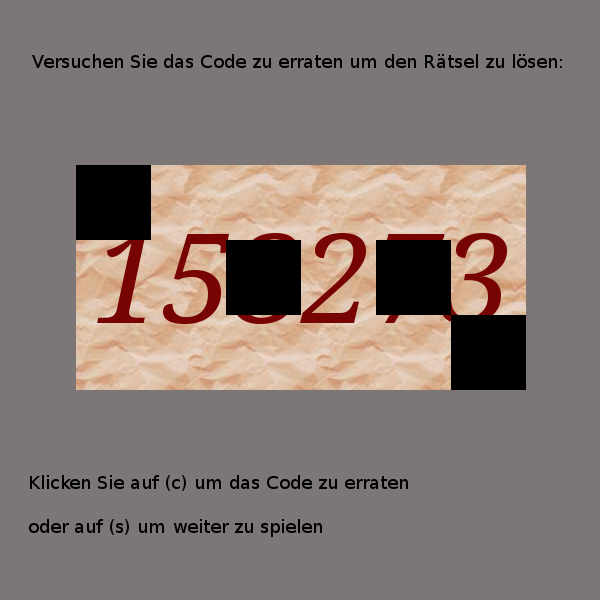 Versuchen Sie das Code zu erraten um den Rätsel zu lösen:
Klicken Sie auf (c) um das Code zu erraten
oder auf (s) um weiter zu spielen